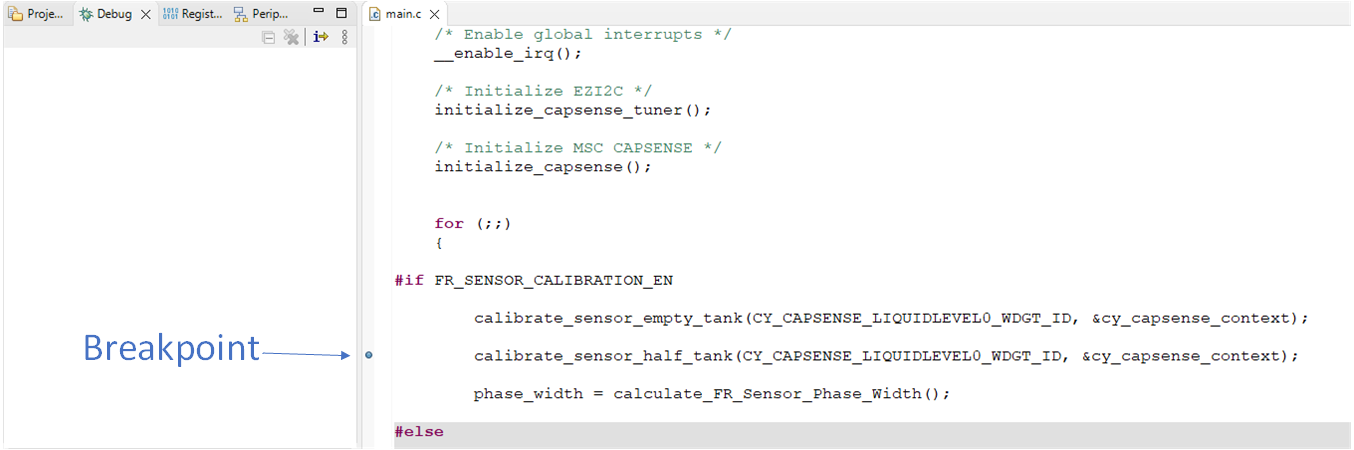 Proje... Debug Regist... Perip... main.c
/* Enable global interrupts */
__enable_irq();
/* Initialize EZI2C */
initialize_capsense_tuner();
/* Initialize MSC CAPSENSE */
initialize_capsense();
for (;;)
{
#if FR_SENSOR_CALIBRATION_EN
calibrate_sensor_empty_tank(CY_CAPSENSE_LIQUIDLEVEL0_WDGT_ID, &cy_capsense_context);
Breakpoint
calibrate_sensor_half_tank(CY_CAPSENSE_LIQUIDLEVEL0_WDGT_ID, &cy_capsense_context);
phase_width = calculate_FR_Sensor_Phase_Width();
#else